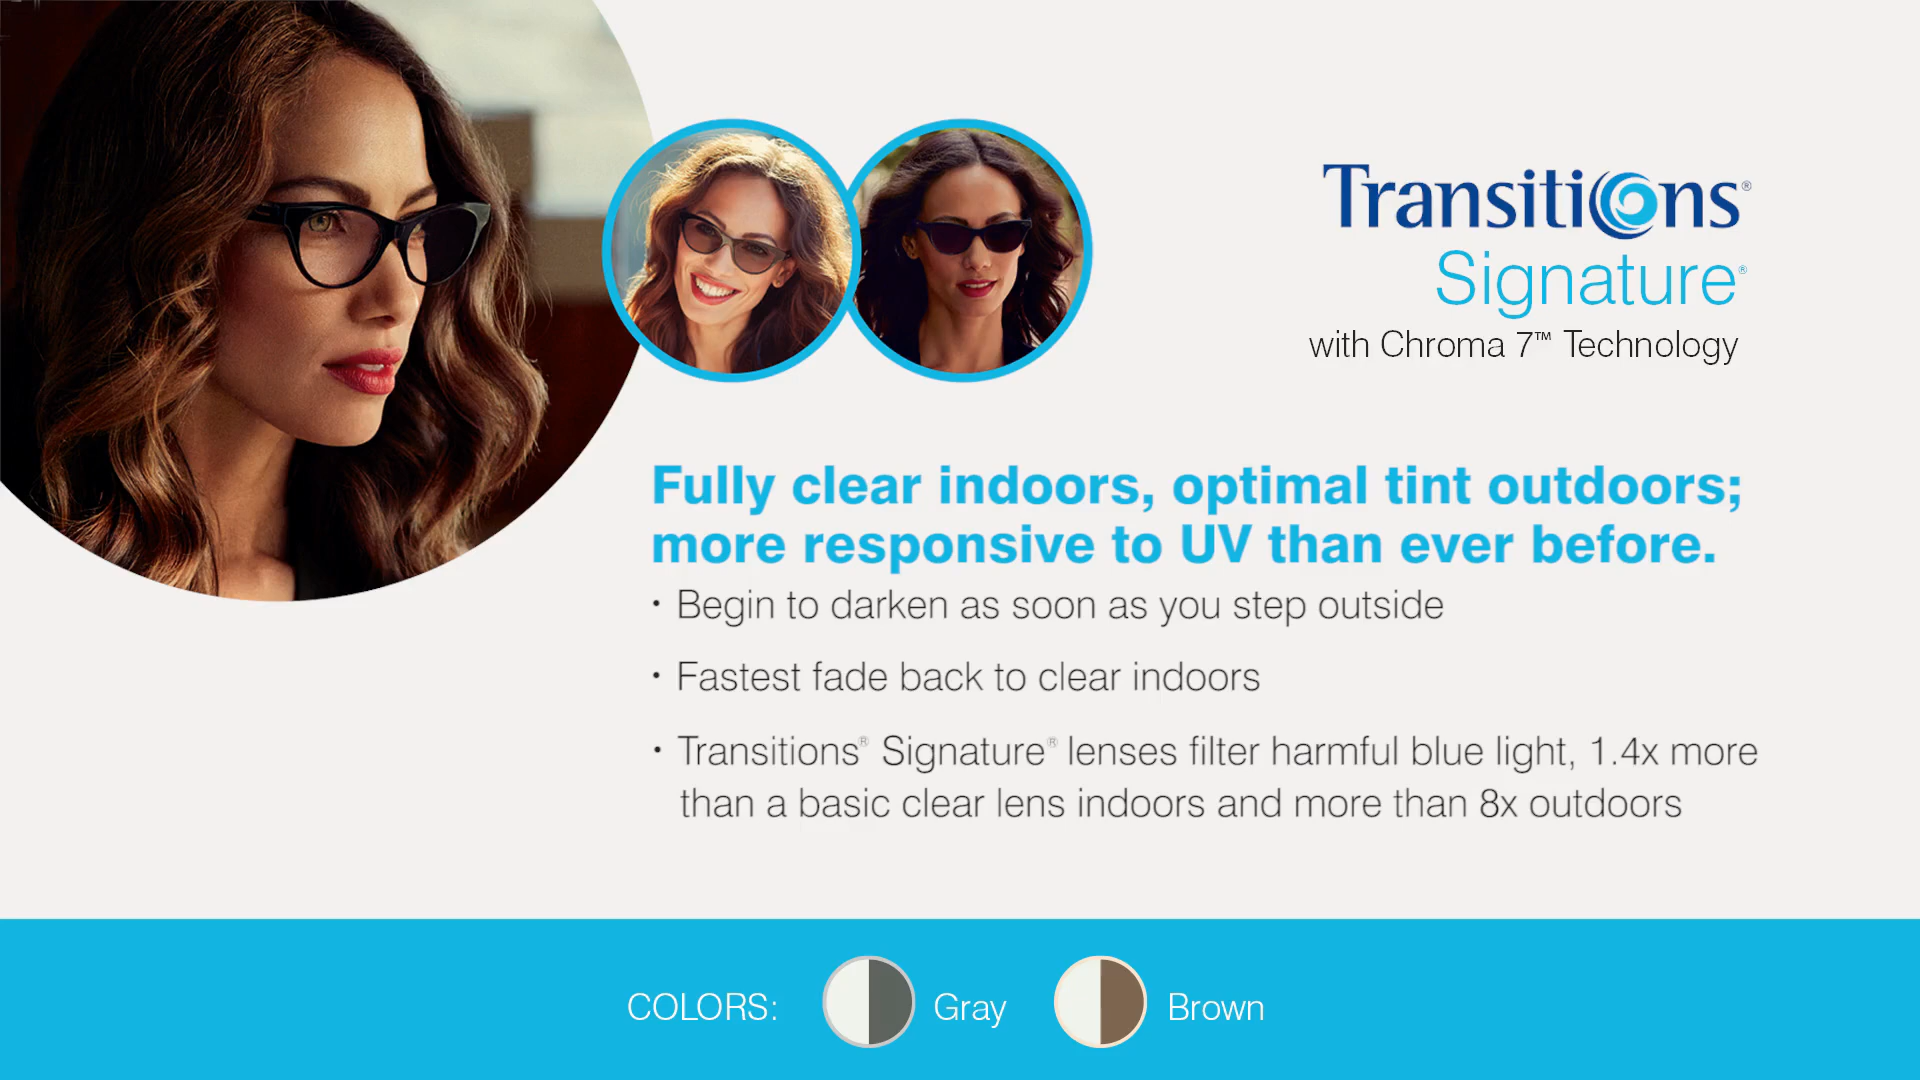 Transitions®
Signature®
with Chroma 7™ Technology
Fully clear indoors, optimal tint outdoors;
more responsive to UV than ever before.
• Begin to darken as soon as you step outside
• Fastest fade back to clear indoors
• Transitions® Signature® lenses filter harmful blue light, 1.4x more
than a basic clear lens indoors and more than 8x outdoors
COLORS: Gray Brown